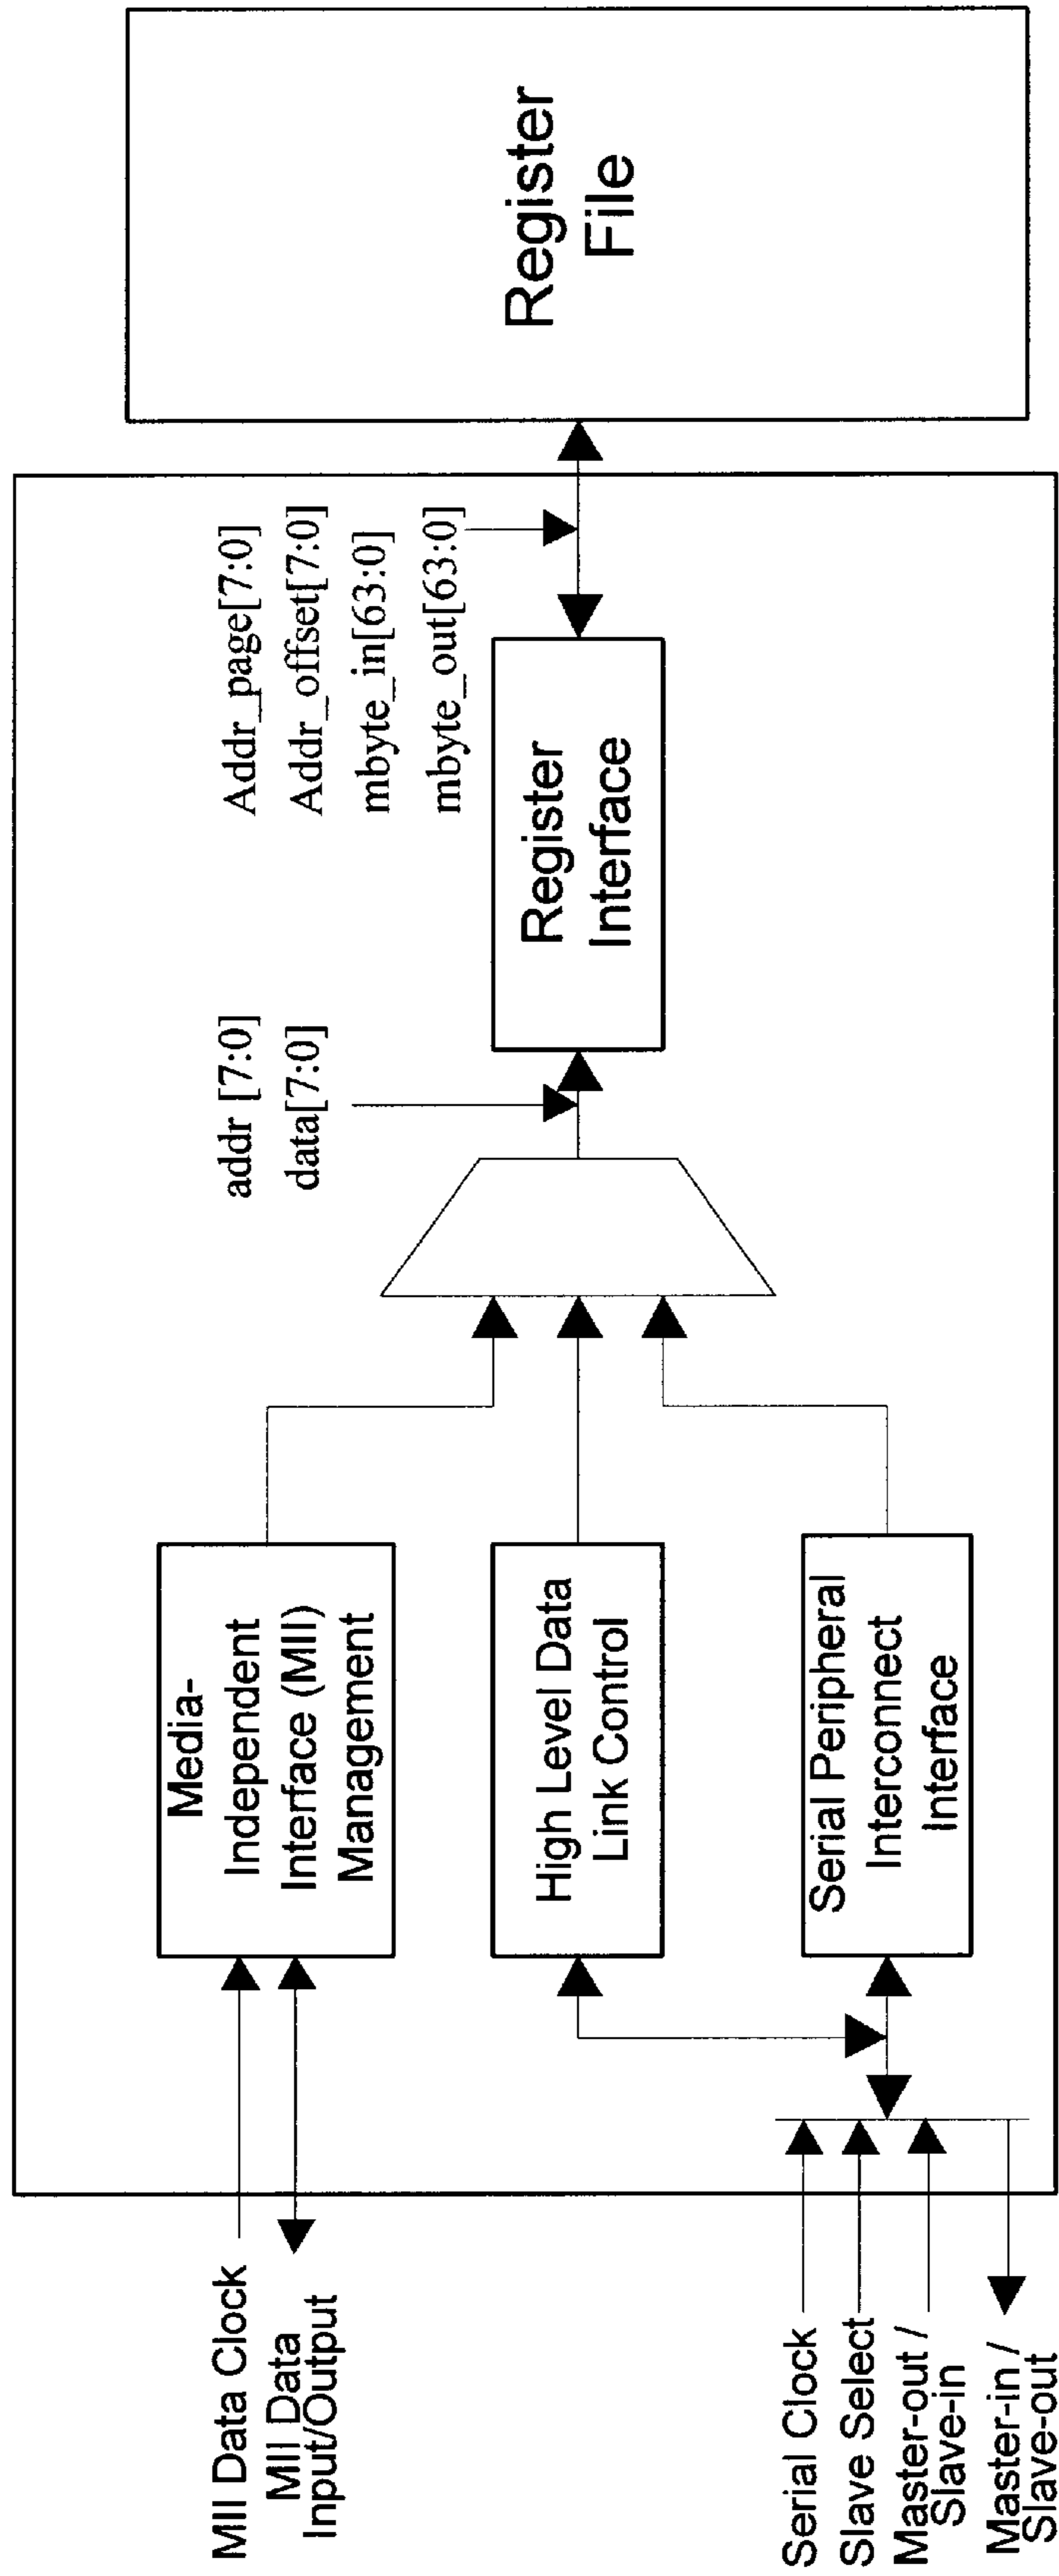 MII Data Clock
MII Data
Input/Output
Serial Clock
Slave Select
Master-out /
Slave-in
Master-in /
Slave-out
Media-
Independent
Interface (MII)
Management
High Level Data
Link Control
Serial Peripheral
Interconnect
Interface
addr [7:0]
data[7:0]
Register
Interface
Addr_page[7:0]
Addr_offset[7:0]
mbyte_in[63:0]
mbyte_out[63:0]
Register
File